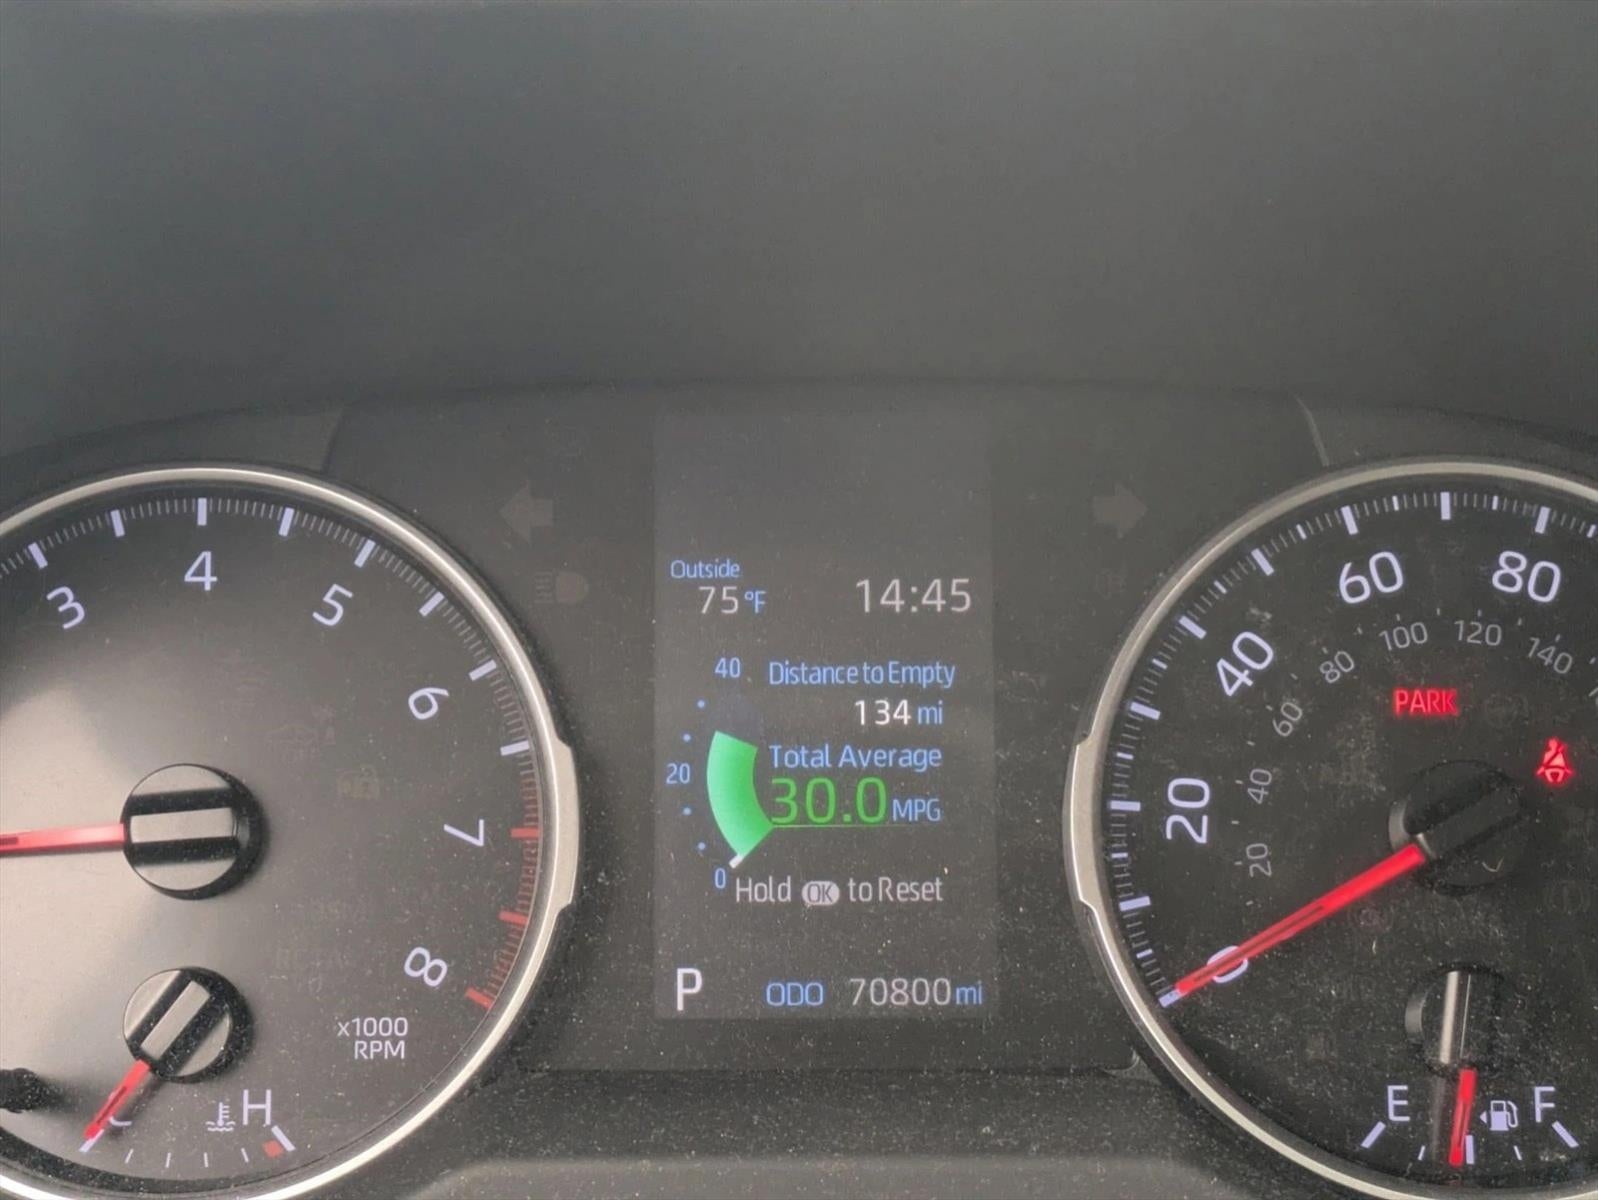 Outside
75°F
14:45
40
Distance to Empty
134 mi
Total Average
20
30.0 MPG
0
Hold OK to Reset
P
ODO 70800 mi
3
4
5
6
7
8
x1000
RPM
C
H
0
20
40
60
80
20
40
60
80
100
120
140
PARK
E
F